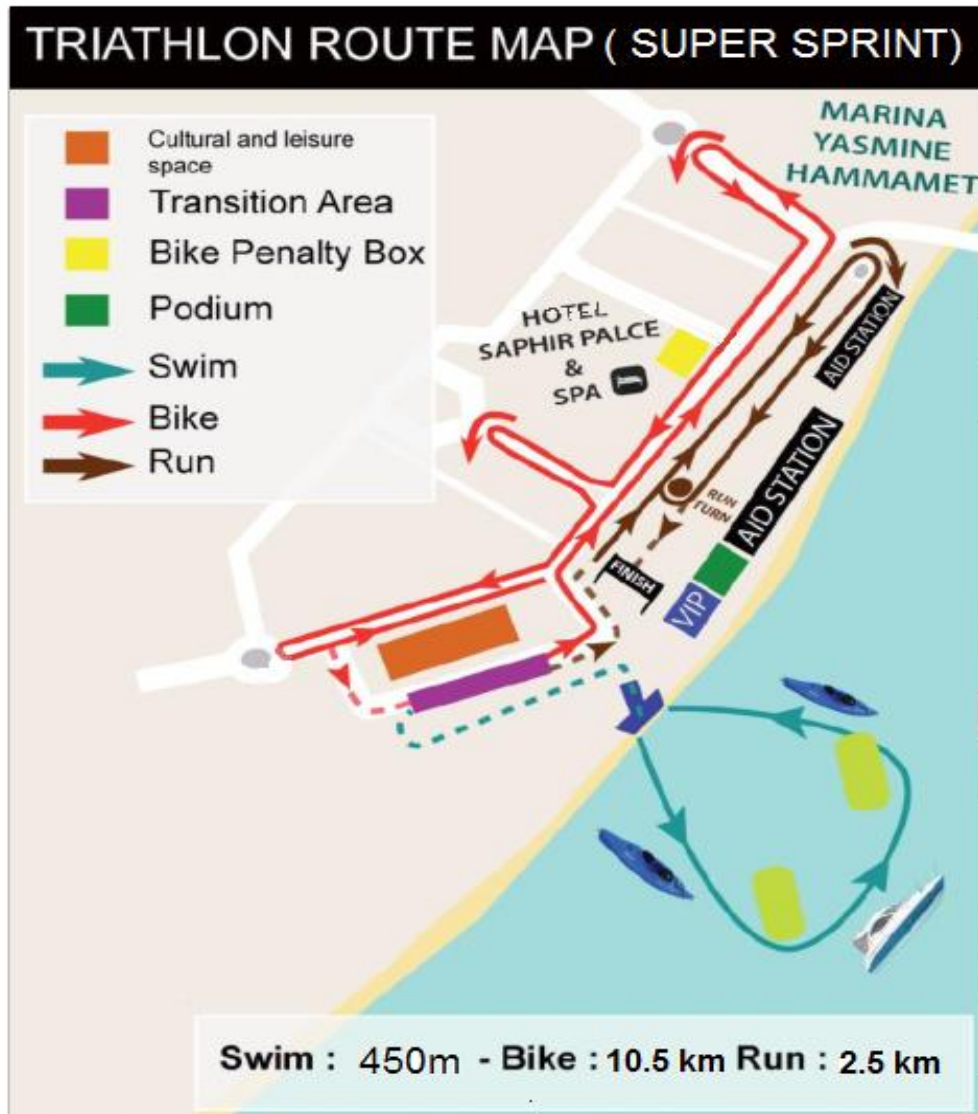 TRIATHLON ROUTE MAP ( SUPER SPRINT)
MARINA
YASMINE
HAMMAMET
Cultural and leisure
space
Transition Area
Bike Penalty Box
Podium
Swim
Bike
Run
HOTEL
SAPHIR PALCE
&
SPA
AID STATION
RUN
TURN
AID STATION
FINISH
VIP
Swim : 450m - Bike : 10.5 km Run : 2.5 km